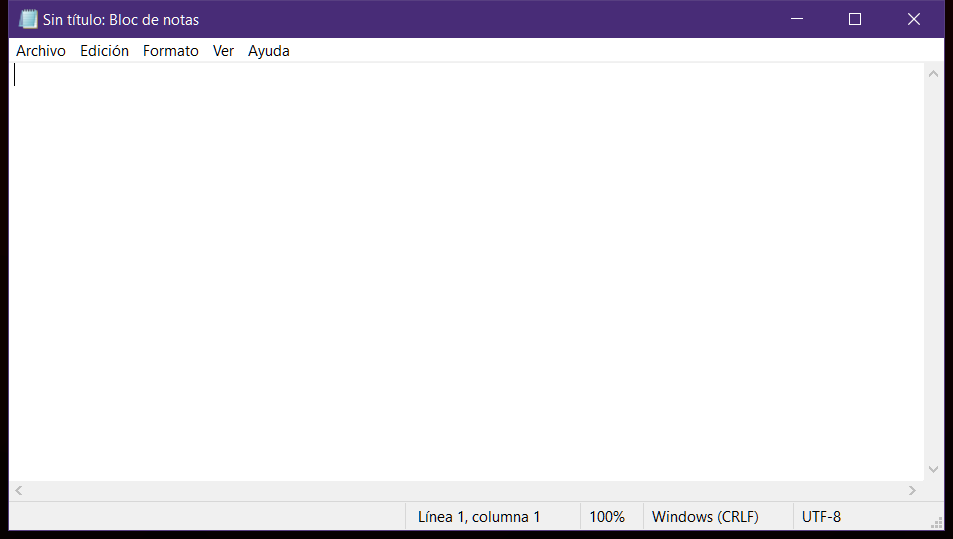 Sin título: Bloc de notas
Archivo Edición Formato Ver Ayuda
Línea 1, columna 1 100% Windows (CRLF) UTF-8